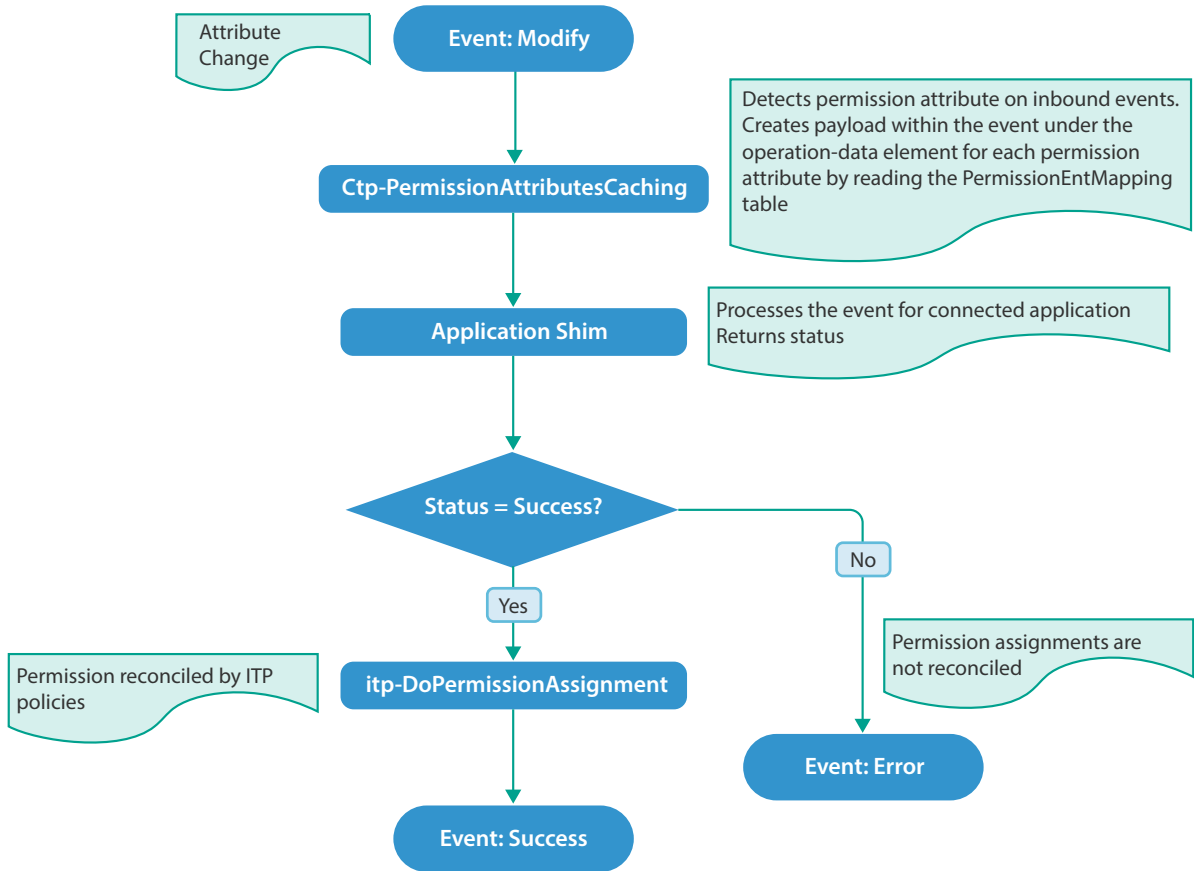 Attribute
Change
Event: Modify
Detects permission attribute on inbound events.
Creates payload within the event under the
operation-data element for each permission
attribute by reading the PermissionEntMapping
table
Ctp-PermissionAttributesCaching
Application Shim
Processes the event for connected application
Returns status
Status = Success?
No
Yes
Permission assignments are
not reconciled
Permission reconciled by ITP
policies
itp-DoPermissionAssignment
Event: Error
Event: Success